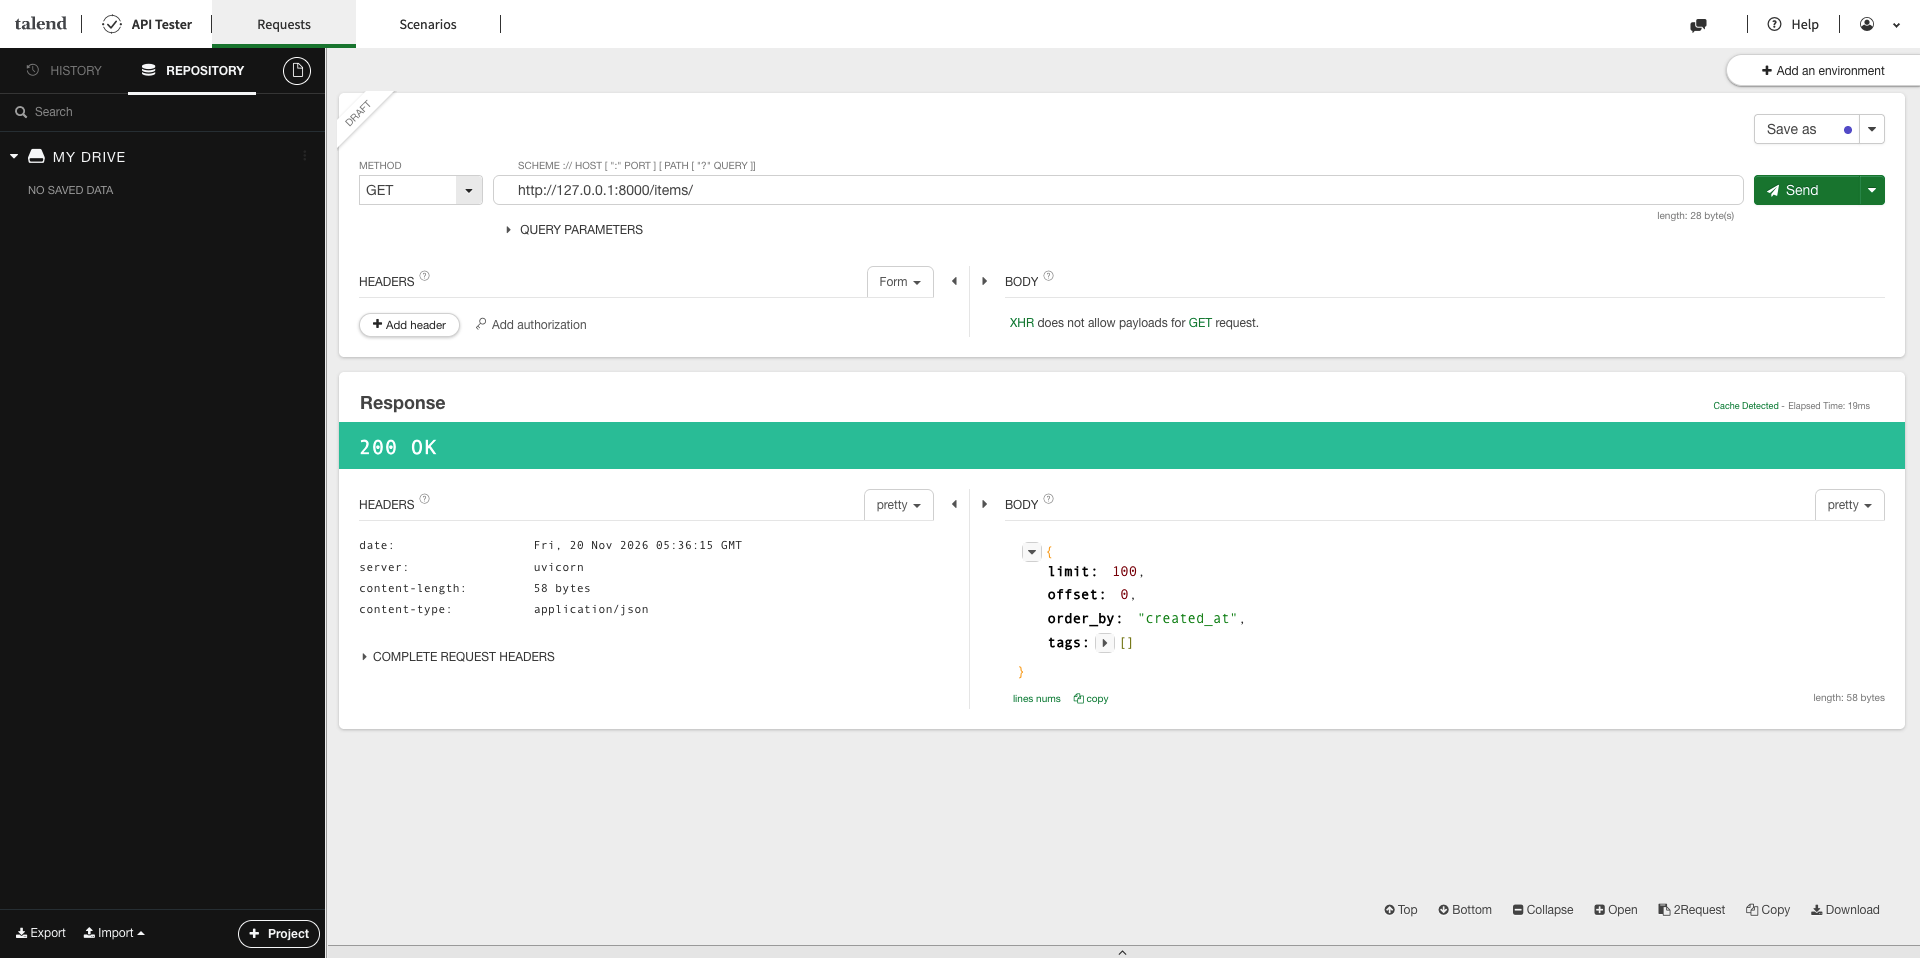 talend
API Tester
Requests
Scenarios
Help
HISTORY
REPOSITORY
Add an environment
Search
DRAFT
Save as
MY DRIVE
METHOD
SCHEME :// HOST [ ":" PORT ] [ PATH [ "?" QUERY ]]
NO SAVED DATA
GET
http://127.0.0.1:8000/items/
Send
length: 28 byte(s)
QUERY PARAMETERS
HEADERS
Form
BODY
Add header
Add authorization
XHR does not allow payloads for GET request.
Response
Cache Detected - Elapsed Time: 19ms
200 OK
HEADERS
pretty
BODY
pretty
date: Fri, 20 Nov 2026 05:36:15 GMT
server: uvicorn
content-length: 58 bytes
content-type: application/json
COMPLETE REQUEST HEADERS
{
limit: 100,
offset: 0,
order_by: "created_at",
tags: []
}
lines nums
copy
length: 58 bytes
Top
Bottom
Collapse
Open
2Request
Copy
Download
Export
Import
Project